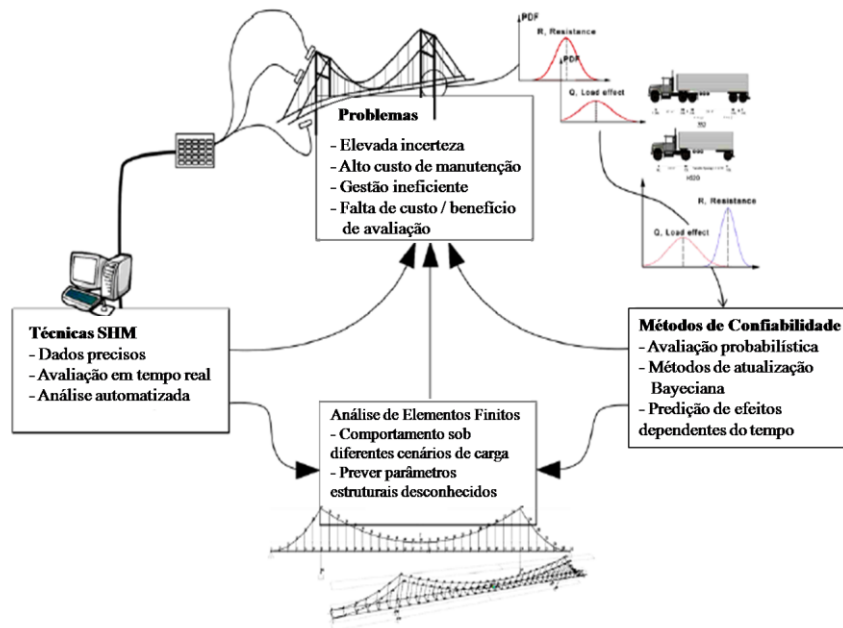 PDF
R, Resistance
PDF
Q, Load effect
HS20
R, Resistance
Q, Load effect
Problemas
- Elevada incerteza
- Alto custo de manutenção
- Gestão ineficiente
- Falta de custo / benefício
de avaliação
Técnicas SHM
- Dados precisos
- Avaliação em tempo real
- Análise automatizada
Análise de Elementos Finitos
- Comportamento sob
diferentes cenários de carga
- Prever parâmetros
estruturais desconhecidos
Métodos de Confiabilidade
- Avaliação probabilística
- Métodos de atualização
Bayeciana
- Predição de efeitos
dependentes do tempo